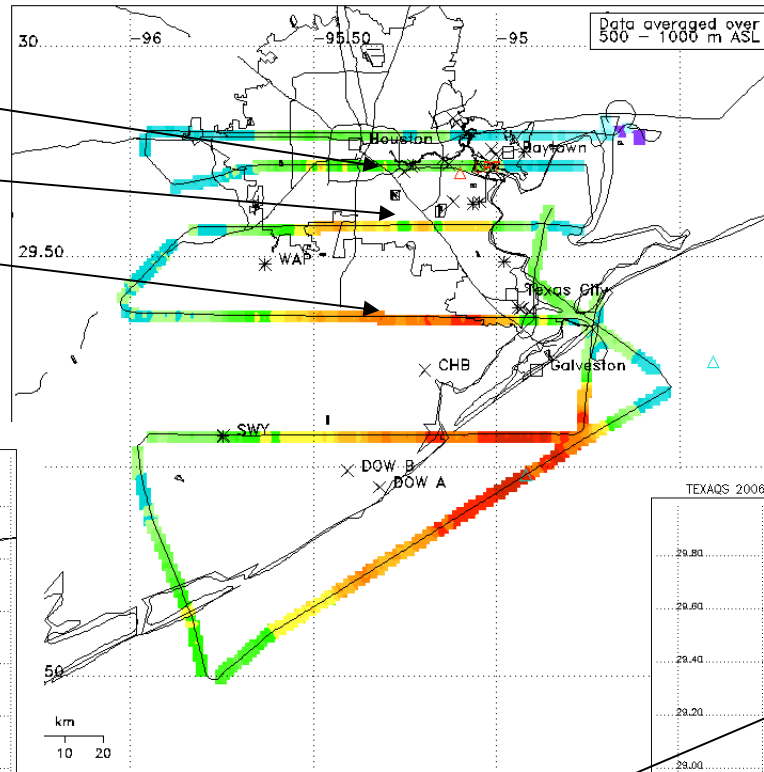 Data averaged over
500 - 1000 m ASL
30
-96
-95.50
-95
Houston
Baytown
29.50
WAP
Texas City
CHB
Galveston
SWY
DOW B
DOW A
TEXAQS 2006
29.80
29.60
50
29.40
km
29.20
10 20
29.00